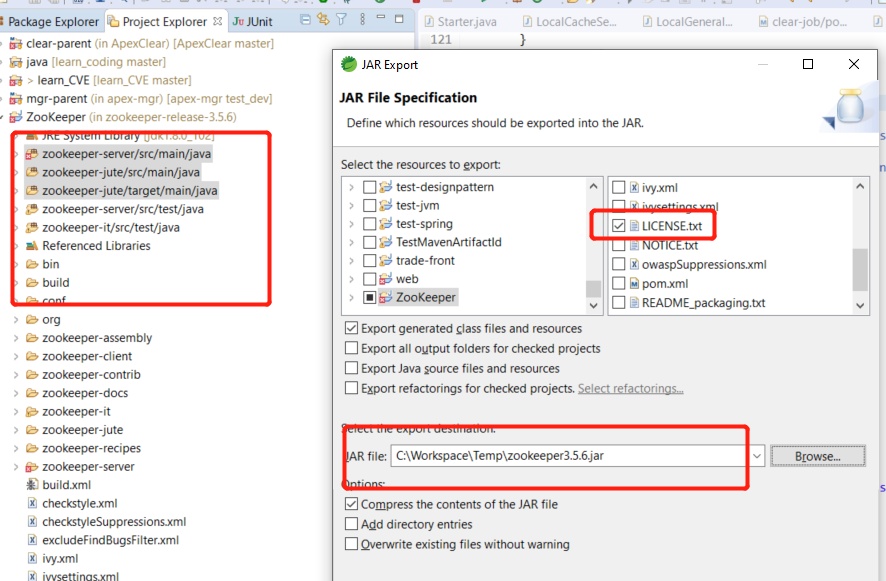 Package Explorer
Project Explorer
JUnit
Starter.java
LocalCacheSe...
LocalGeneral...
clear-job/po...
clear-parent (in ApexClear) [ApexClear master]
java [learn_coding master]
> learn_CVE [learn_CVE master]
mgr-parent (in apex-mgr) [apex-mgr test_dev]
ZooKeeper (in zookeeper-release-3.5.6)
JRE System Library [jdk1.8.0_102]
zookeeper-server/src/main/java
zookeeper-jute/src/main/java
zookeeper-jute/target/main/java
zookeeper-server/src/test/java
zookeeper-it/src/test/java
Referenced Libraries
bin
build
conf
org
zookeeper-assembly
zookeeper-client
zookeeper-contrib
zookeeper-docs
zookeeper-it
zookeeper-jute
zookeeper-recipes
zookeeper-server
build.xml
checkstyle.xml
checkstyleSuppressions.xml
excludeFindBugsFilter.xml
ivy.xml
ivysettings.xml
121 }
JAR Export
JAR File Specification
Define which resources should be exported into the JAR.
Select the resources to export:
test-designpattern
test-jvm
test-spring
TestMavenArtifactId
trade-front
web
ZooKeeper
ivy.xml
ivysettings.xml
LICENSE.txt
NOTICE.txt
owaspSuppressions.xml
pom.xml
README_packaging.txt
Export generated class files and resources
Export all output folders for checked projects
Export Java source files and resources
Export refactorings for checked projects. Select refactorings...
Select the export destination:
JAR file: C:\Workspace\Temp\zookeeper3.5.6.jar
Browse...
Options:
Compress the contents of the JAR file
Add directory entries
Overwrite existing files without warning